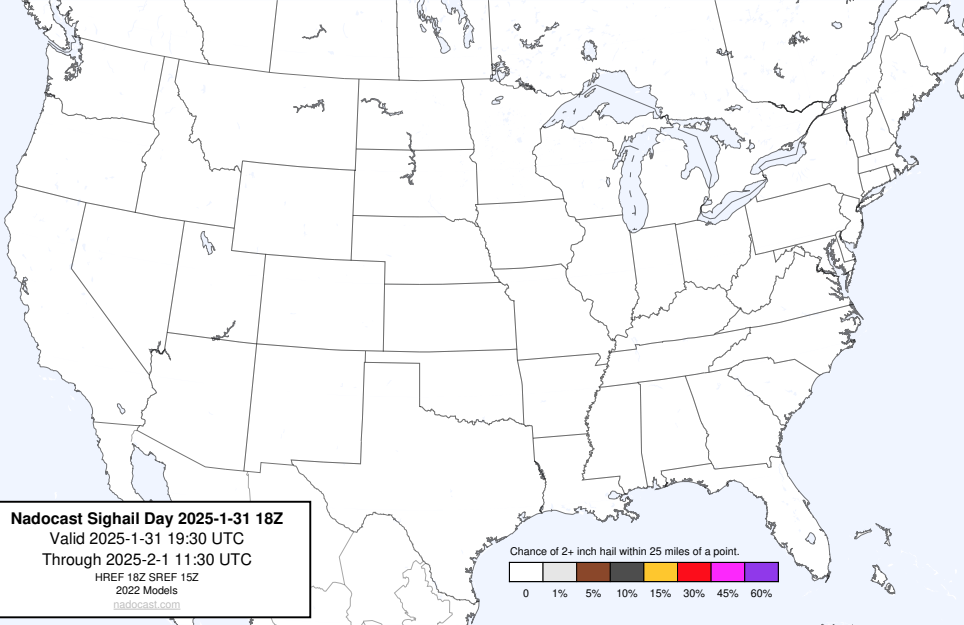 Nadocast Sighail Day 2025-1-31 18Z
Valid 2025-1-31 19:30 UTC
Through 2025-2-1 11:30 UTC
HREF 18Z SREF 15Z
2022 Models
nadocast.com
Chance of 2+ inch hail within 25 miles of a point.
0 1% 5% 10% 15% 30% 45% 60%